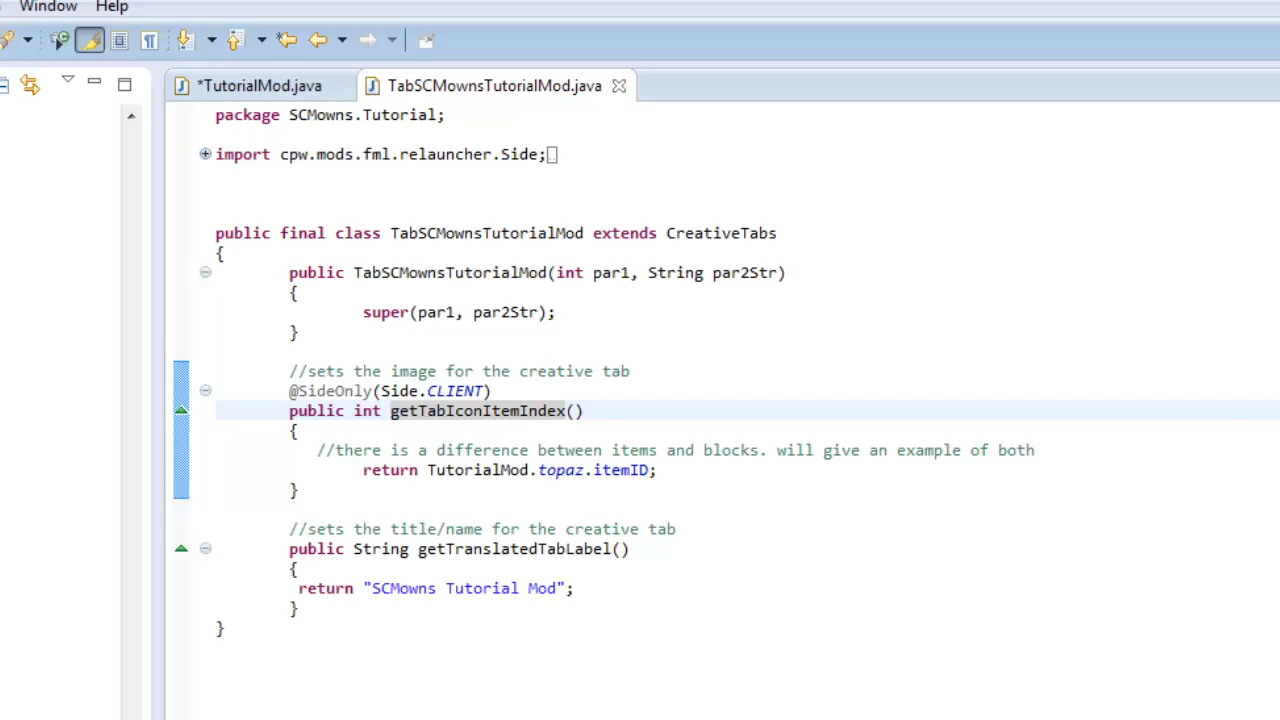 Window Help
*TutorialMod.java TabSCMownsTutorialMod.java
package SCMowns.Tutorial;
import cpw.mods.fml.relauncher.Side;
public final class TabSCMownsTutorialMod extends CreativeTabs
{
public TabSCMownsTutorialMod(int par1, String par2Str)
{
super(par1, par2Str);
}
//sets the image for the creative tab
@SideOnly(Side.CLIENT)
public int getTabIconItemIndex()
{
//there is a difference between items and blocks. will give an example of both
return TutorialMod.topaz.itemID;
}
//sets the title/name for the creative tab
public String getTranslatedTabLabel()
{
return "SCMowns Tutorial Mod";
}
}